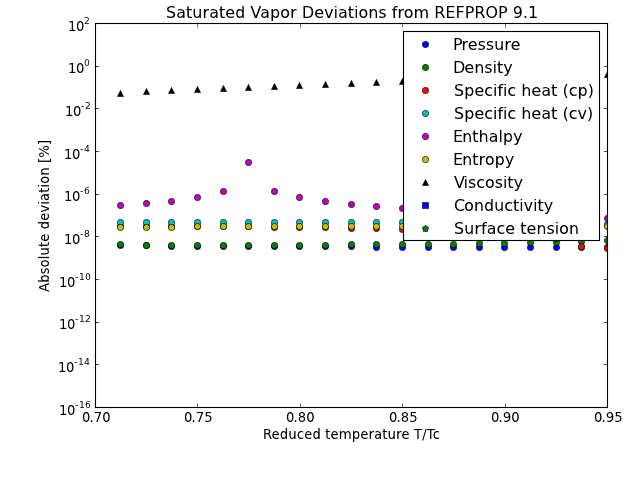 Saturated Vapor Deviations from REFPROP 9.1
10^2
10^0
10^-2
10^-4
10^-6
10^-8
10^-10
10^-12
10^-14
10^-16
Absolute deviation [%]
Pressure
Density
Specific heat (cp)
Specific heat (cv)
Enthalpy
Entropy
Viscosity
Conductivity
Surface tension
0.70 0.75 0.80 0.85 0.90 0.95
Reduced temperature T/Tc